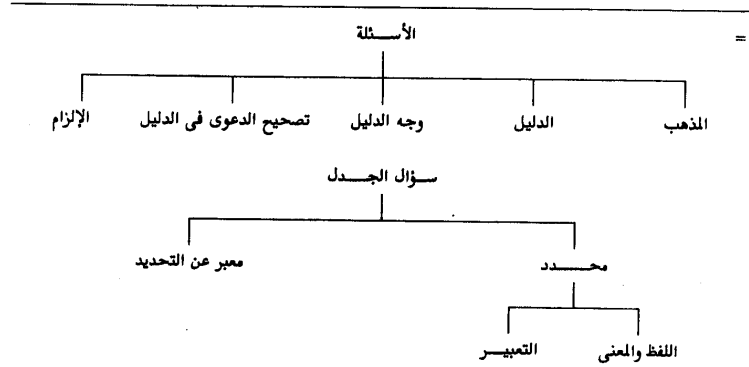 =
الأسئلة
المذهب الدليل وجه الدليل تصحيح الدعوى فى الدليل الإلزام
سؤال الجدل
محدد معبر عن التحديد
اللفظ والمعنى التعبير